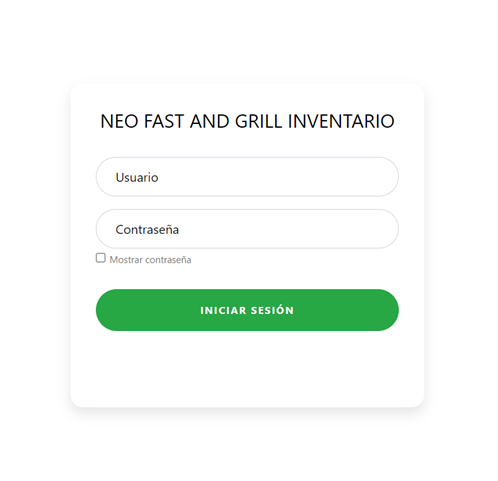 NEO FAST AND GRILL INVENTARIO
Usuario
Contraseña
Mostrar contraseña
INICIAR SESIÓN